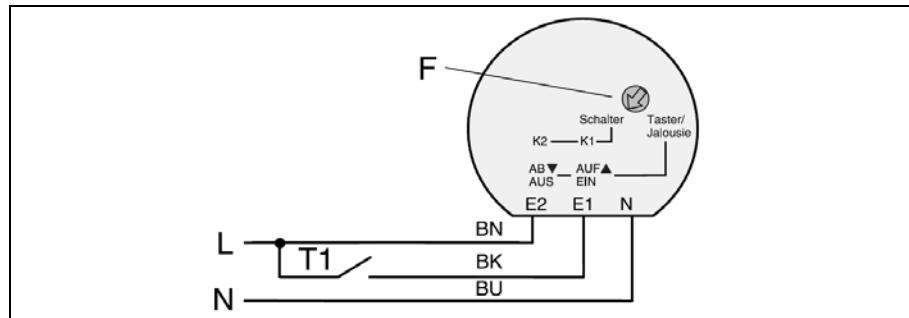 F
Schalter Taster/
Jalousie
K2 K1
AB▼ AUF▲
AUS EIN
E2 E1 N
BN
L
T1
BK
BU
N